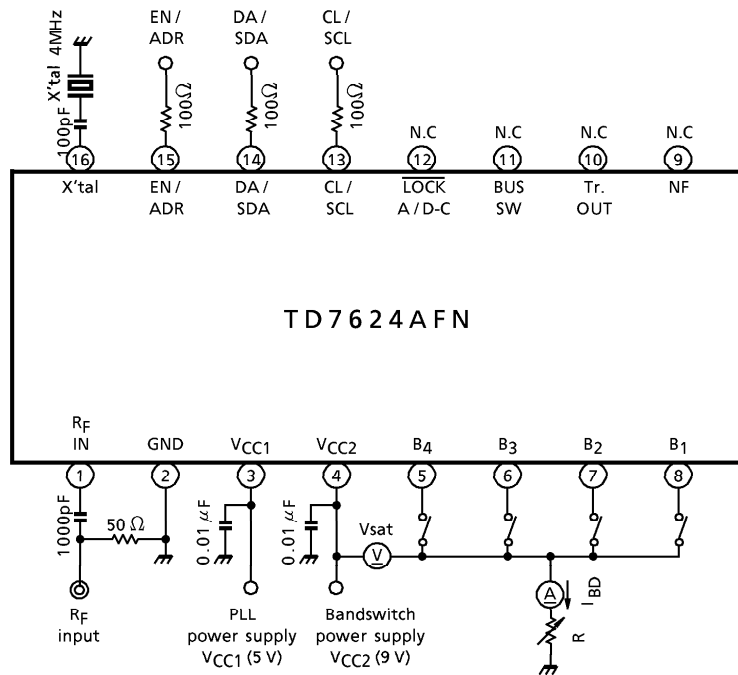 X'tal 4MHz
100pF
EN /
ADR
100Ω
DA /
SDA
100Ω
CL /
SCL
100Ω
N.C
N.C
N.C
N.C
16
15
14
13
12
11
10
9
X'tal
EN /
ADR
DA /
SDA
CL /
SCL
LOCK
A / D-C
BUS
SW
Tr.
OUT
NF
TD7624AFN
RF
IN
GND
VCC1
VCC2
B4
B3
B2
B1
1
2
3
4
5
6
7
8
1000pF
50 Ω
0.01 μF
0.01 μF
Vsat
V
A
IBD
R
RF
input
PLL
power supply
VCC1 (5 V)
Bandswitch
power supply
VCC2 (9 V)